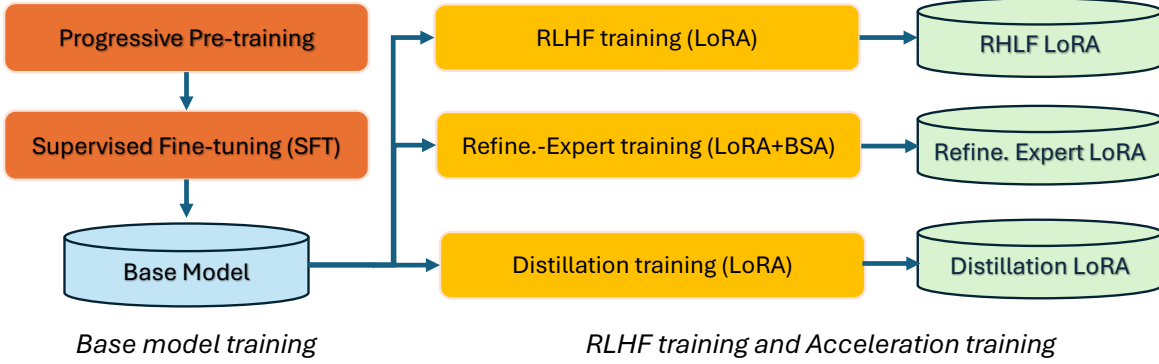 Progressive Pre-training
Supervised Fine-tuning (SFT)
Base Model
Base model training
RLHF training (LoRA)
RHLF LoRA
Refine.-Expert training (LoRA+BSA)
Refine. Expert LoRA
Distillation training (LoRA)
Distillation LoRA
RLHF training and Acceleration training